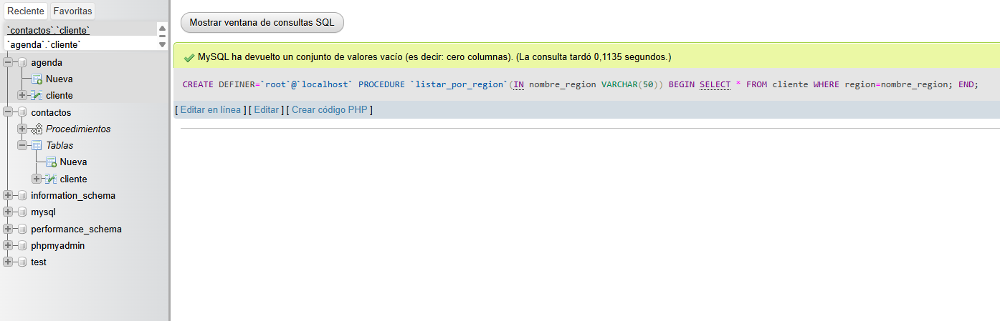 Reciente Favoritas
`contactos`.`cliente`
`agenda`.`cliente`
agenda
Nueva
cliente
contactos
Procedimientos
Tablas
Nueva
cliente
information_schema
mysql
performance_schema
phpmyadmin
test
Mostrar ventana de consultas SQL
MySQL ha devuelto un conjunto de valores vacío (es decir: cero columnas). (La consulta tardó 0,1135 segundos.)
CREATE DEFINER=`root`@`localhost` PROCEDURE `listar_por_region`(IN nombre_region VARCHAR(50)) BEGIN SELECT * FROM cliente WHERE region=nombre_region; END;
[ Editar en línea ] [ Editar ] [ Crear código PHP ]